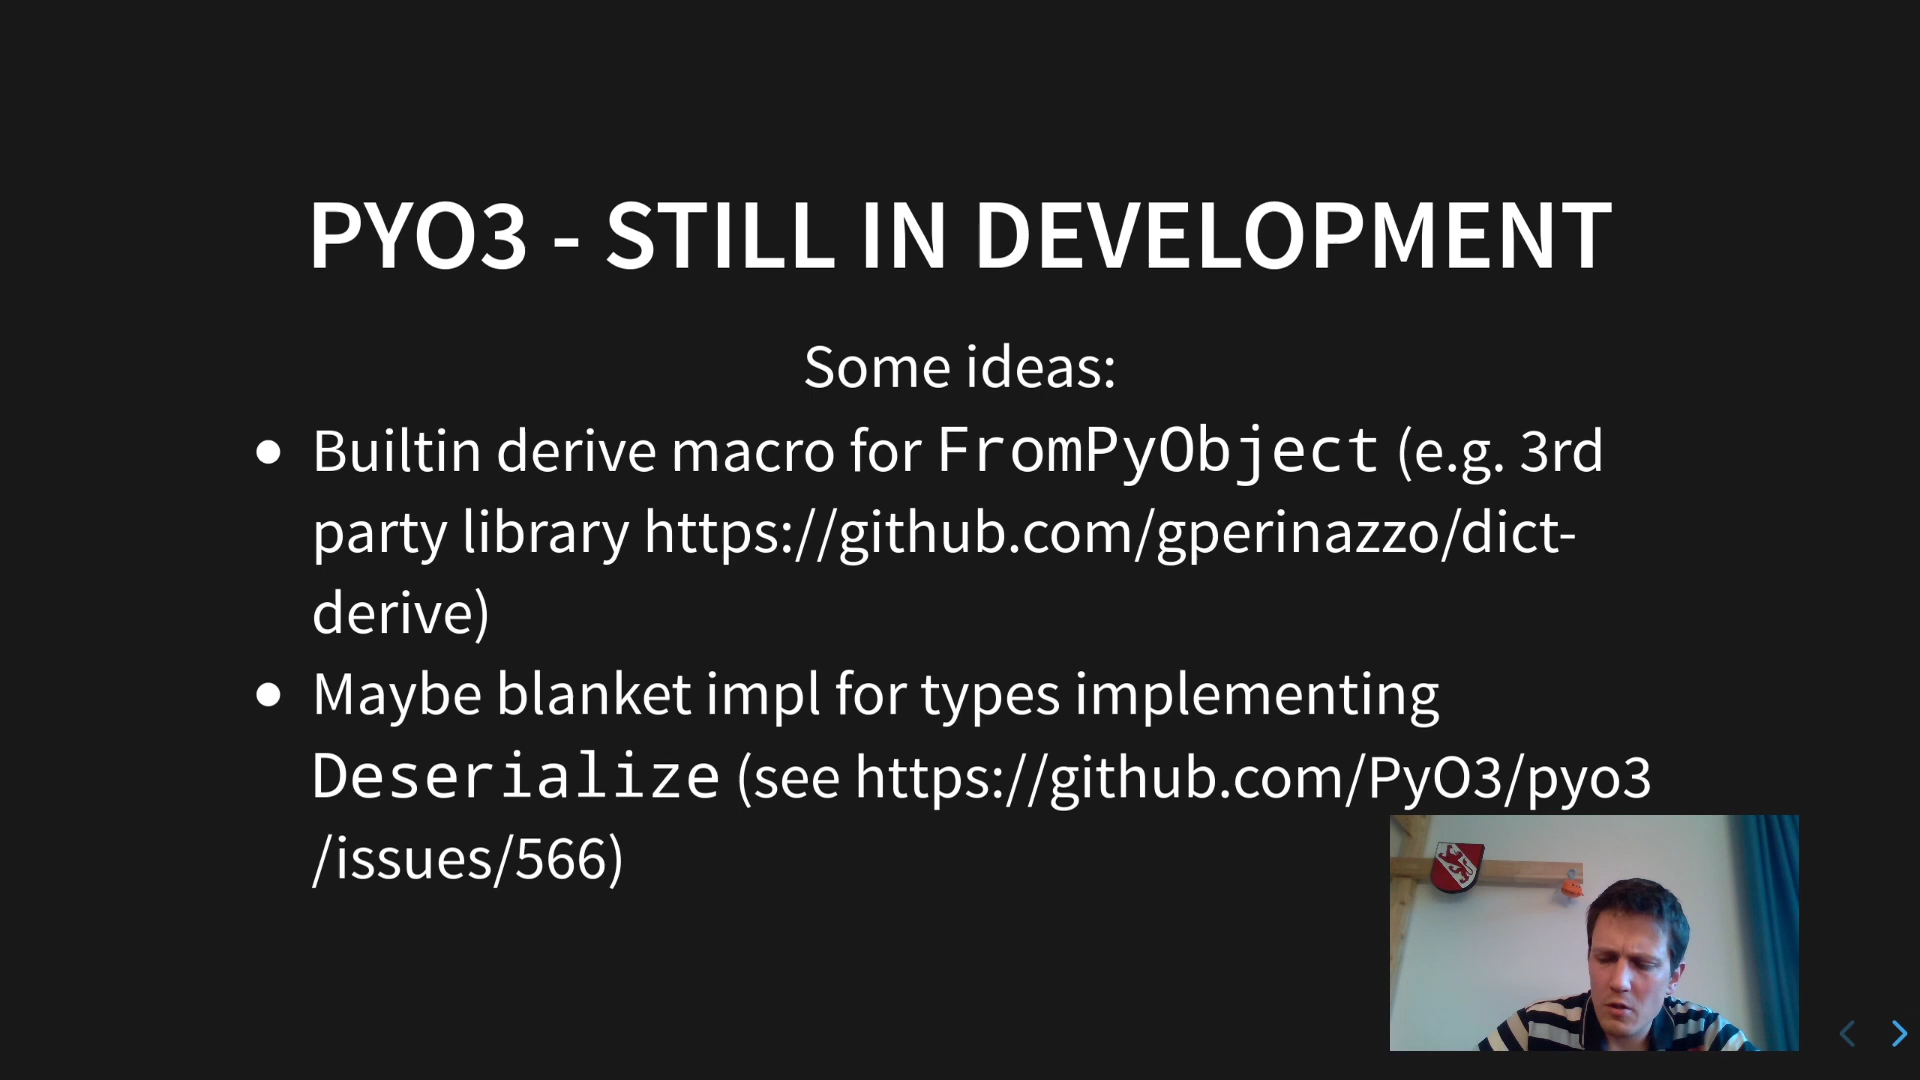 PYO3 - STILL IN DEVELOPMENT
Some ideas:
• Builtin derive macro for FromPyObject (e.g. 3rd
party library https://github.com/gperinazzo/dict-
derive)
• Maybe blanket impl for types implementing
Deserialize (see https://github.com/PyO3/pyo3
/issues/566)